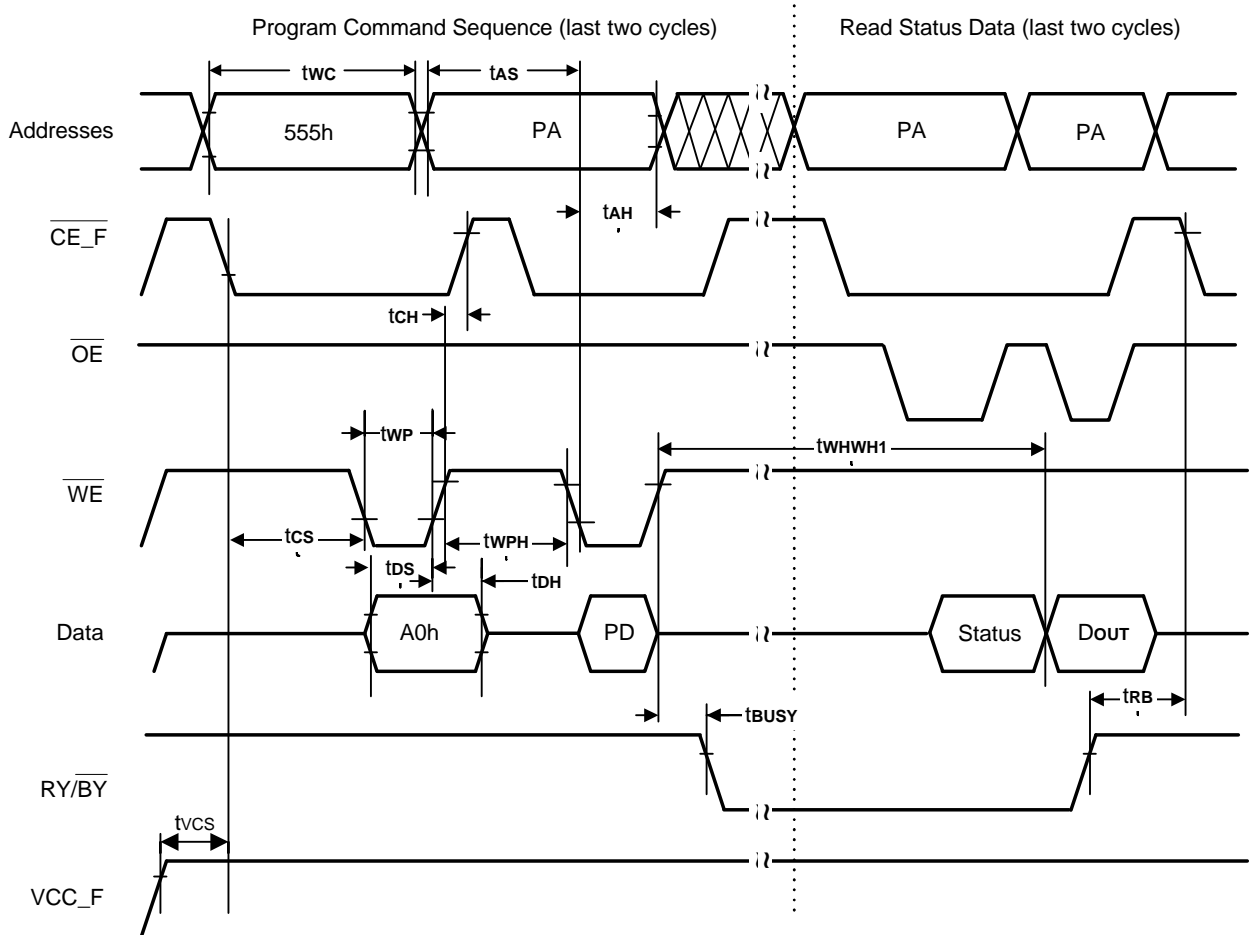 Program Command Sequence (last two cycles)
Read Status Data (last two cycles)
tWC
tAS
Addresses
555h
PA
PA
PA
tAH
CE_F
tCH
OE
tWP
tWHWH1
WE
tCS
tWPH
tDS
tDH
Data
A0h
PD
Status
DOUT
tRB
tBUSY
RY/BY
tVCS
VCC_F